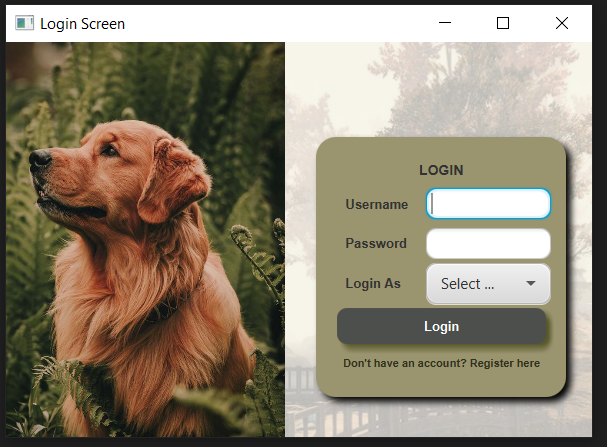 Login Screen
LOGIN
Username
Password
Login As
Select ...
Login
Don't have an account? Register here